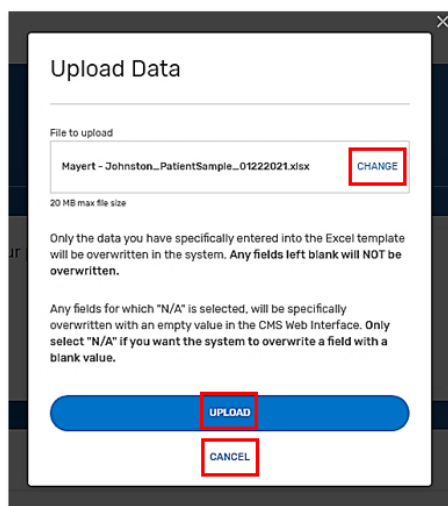 Upload Data
File to upload
Mayert - Johnston_PatientSample_01222021.xlsx CHANGE
20 MB max file size
Only the data you have specifically entered into the Excel template
will be overwritten in the system. Any fields left blank will NOT be
overwritten.
Any fields for which "N/A" is selected, will be specifically
overwritten with an empty value in the CMS Web Interface. Only
select "N/A" if you want the system to overwrite a field with a
blank value.
UPLOAD
CANCEL